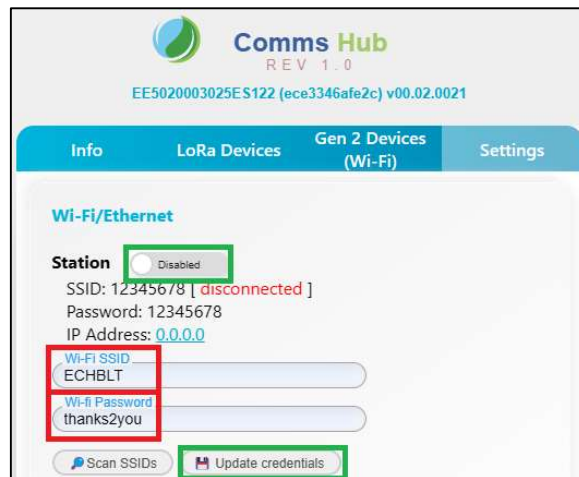 Comms Hub
REV 1.0
EE5020003025ES122 (ece3346afe2c) v00.02.0021
Info LoRa Devices Gen 2 Devices (Wi-Fi) Settings
Wi-Fi/Ethernet
Station Disabled
SSID: 12345678 [ disconnected ]
Password: 12345678
IP Address: 0.0.0.0
Wi-Fi SSID
ECHBLT
Wi-fi Password
thanks2you
Scan SSIDs Update credentials